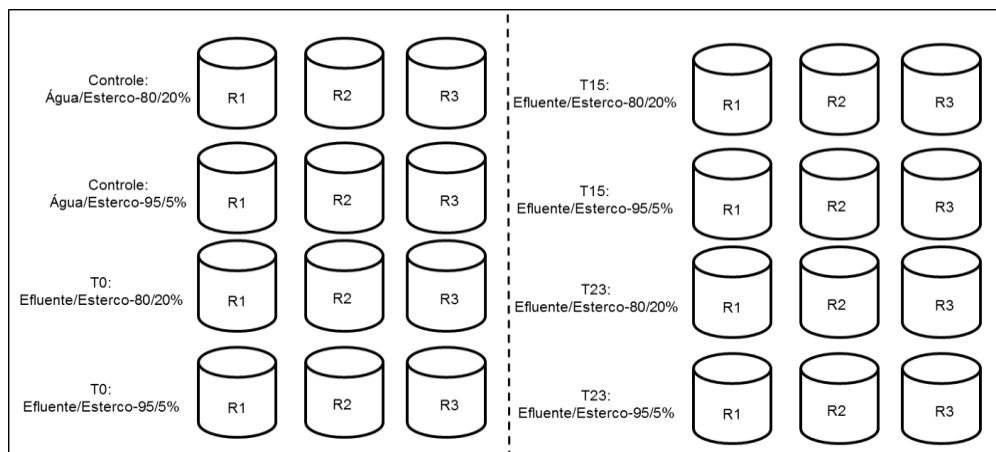 Controle:
Água/Esterco-80/20%
R1
R2
R3
Controle:
Água/Esterco-95/5%
R1
R2
R3
T0:
Efluente/Esterco-80/20%
R1
R2
R3
T0:
Efluente/Esterco-95/5%
R1
R2
R3
T15:
Efluente/Esterco-80/20%
R1
R2
R3
T15:
Efluente/Esterco-95/5%
R1
R2
R3
T23:
Efluente/Esterco-80/20%
R1
R2
R3
T23:
Efluente/Esterco-95/5%
R1
R2
R3